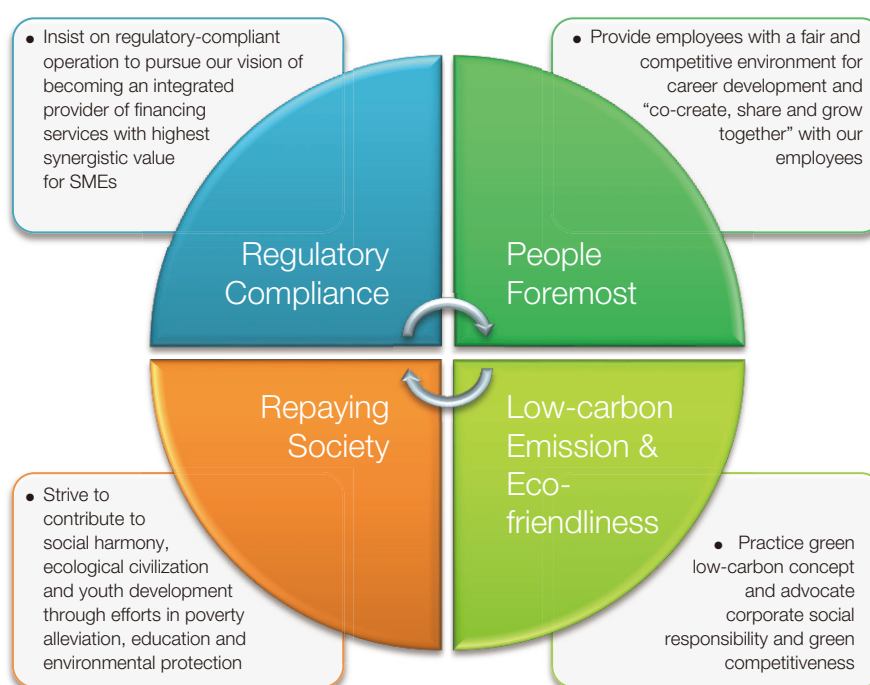 • Insist on regulatory-compliant
operation to pursue our vision of
becoming an integrated
provider of financing
services with highest
synergistic value
for SMEs
• Provide employees with a fair and
competitive environment for
career development and
“co-create, share and grow
together” with our
employees
Regulatory
Compliance
People
Foremost
Repaying
Society
Low-carbon
Emission &
Eco-
friendliness
• Strive to
contribute to
social harmony,
ecological civilization
and youth development
through efforts in poverty
alleviation, education and
environmental protection
• Practice green
low-carbon concept
and advocate
corporate social
responsibility and green
competitiveness